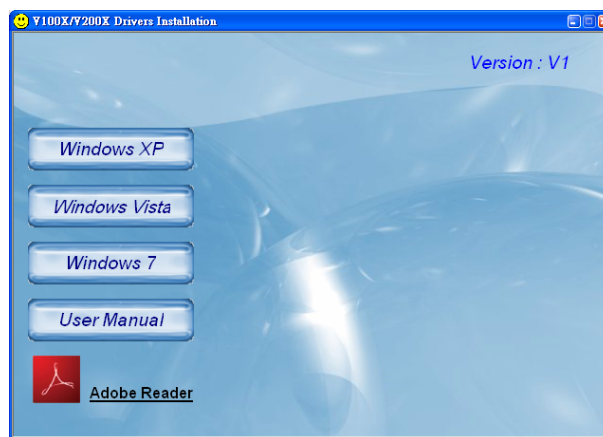 V100X/V200X Drivers Installation
Version : V1
Windows XP
Windows Vista
Windows 7
User Manual
Adobe Reader